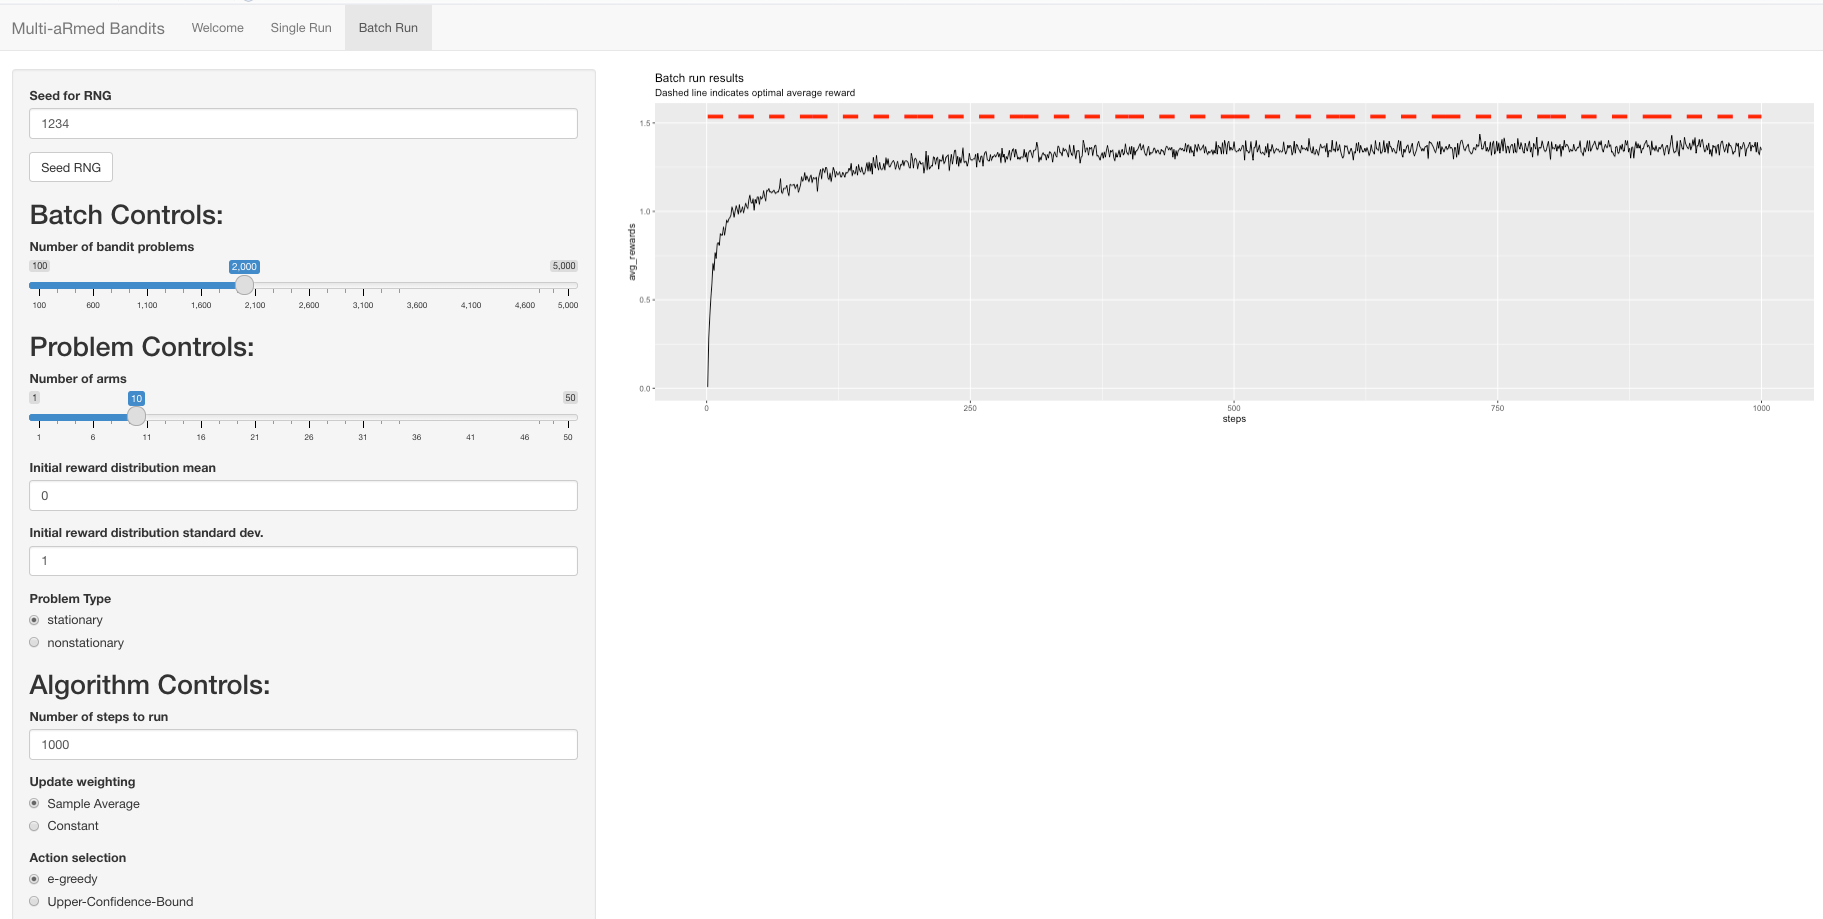 Multi-aRmed Bandits Welcome Single Run Batch Run
Seed for RNG
1234
Seed RNG
Batch Controls:
Number of bandit problems
100 2,000 5,000
100 600 1,100 1,600 2,100 2,600 3,100 3,600 4,100 4,600 5,000
Problem Controls:
Number of arms
1 10 50
1 6 11 16 21 26 31 36 41 46 50
Initial reward distribution mean
0
Initial reward distribution standard dev.
1
Problem Type
stationary
nonstationary
Algorithm Controls:
Number of steps to run
1000
Update weighting
Sample Average
Constant
Action selection
e-greedy
Upper-Confidence-Bound
Batch run results
Dashed line indicates optimal average reward
1.5
1.0
0.5
0.0
avg_rewards
0 250 500 750 1000
steps